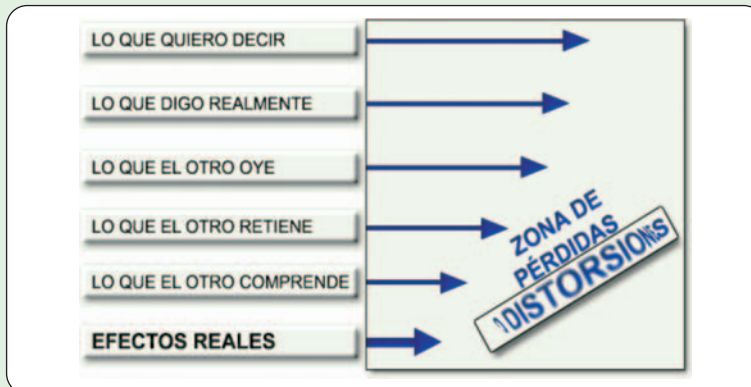 LO QUE QUIERO DECIR
LO QUE DIGO REALMENTE
LO QUE EL OTRO OYE
LO QUE EL OTRO RETIENE
LO QUE EL OTRO COMPRENDE
EFECTOS REALES
ZONA DE
PÉRDIDAS
DISTORSIONS